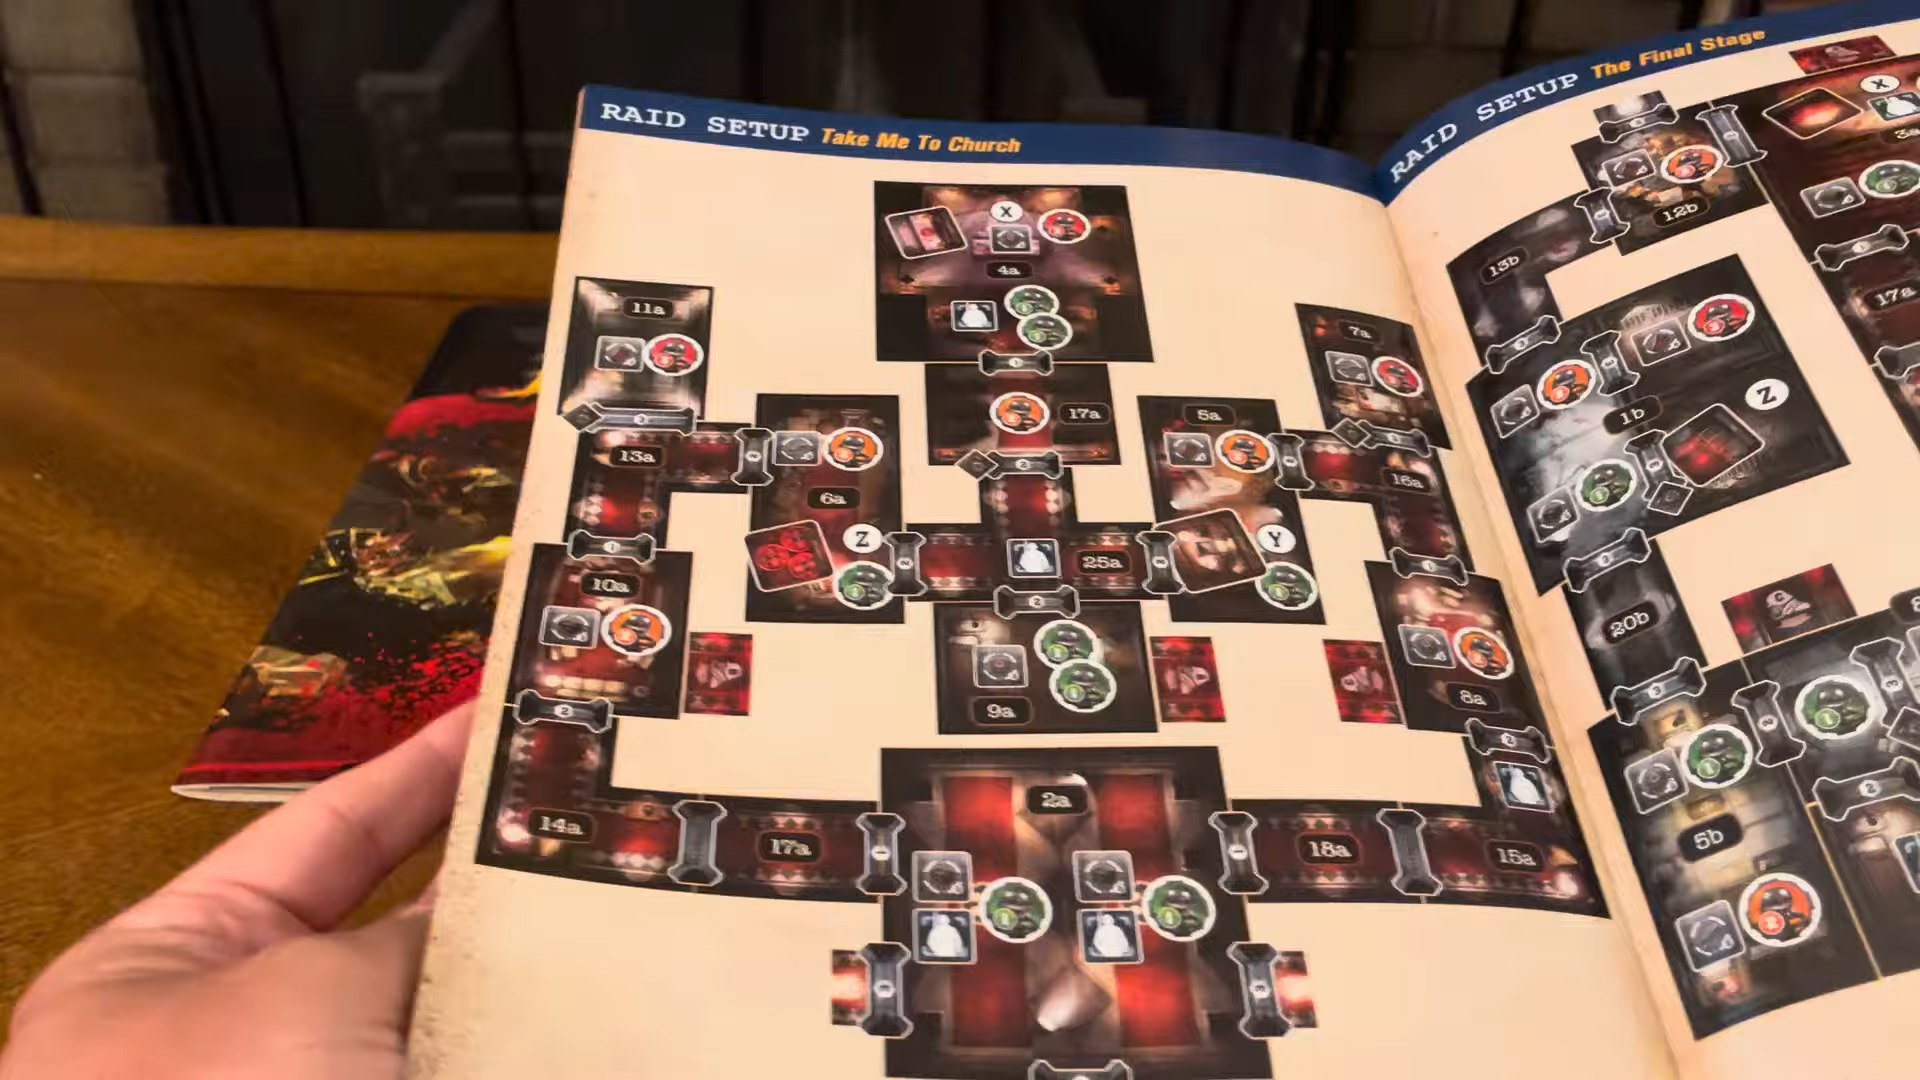 RAID SETUP Take Me To Church
X
4a
11a
7a
17a
5a
13a
16a
6a
Z
Y
25a
10a
9a
8a
2a
14a
17a
18a
15a
RAID SETUP The Final Stage
X
3a
12b
13b
17a
Z
1b
20b
5b